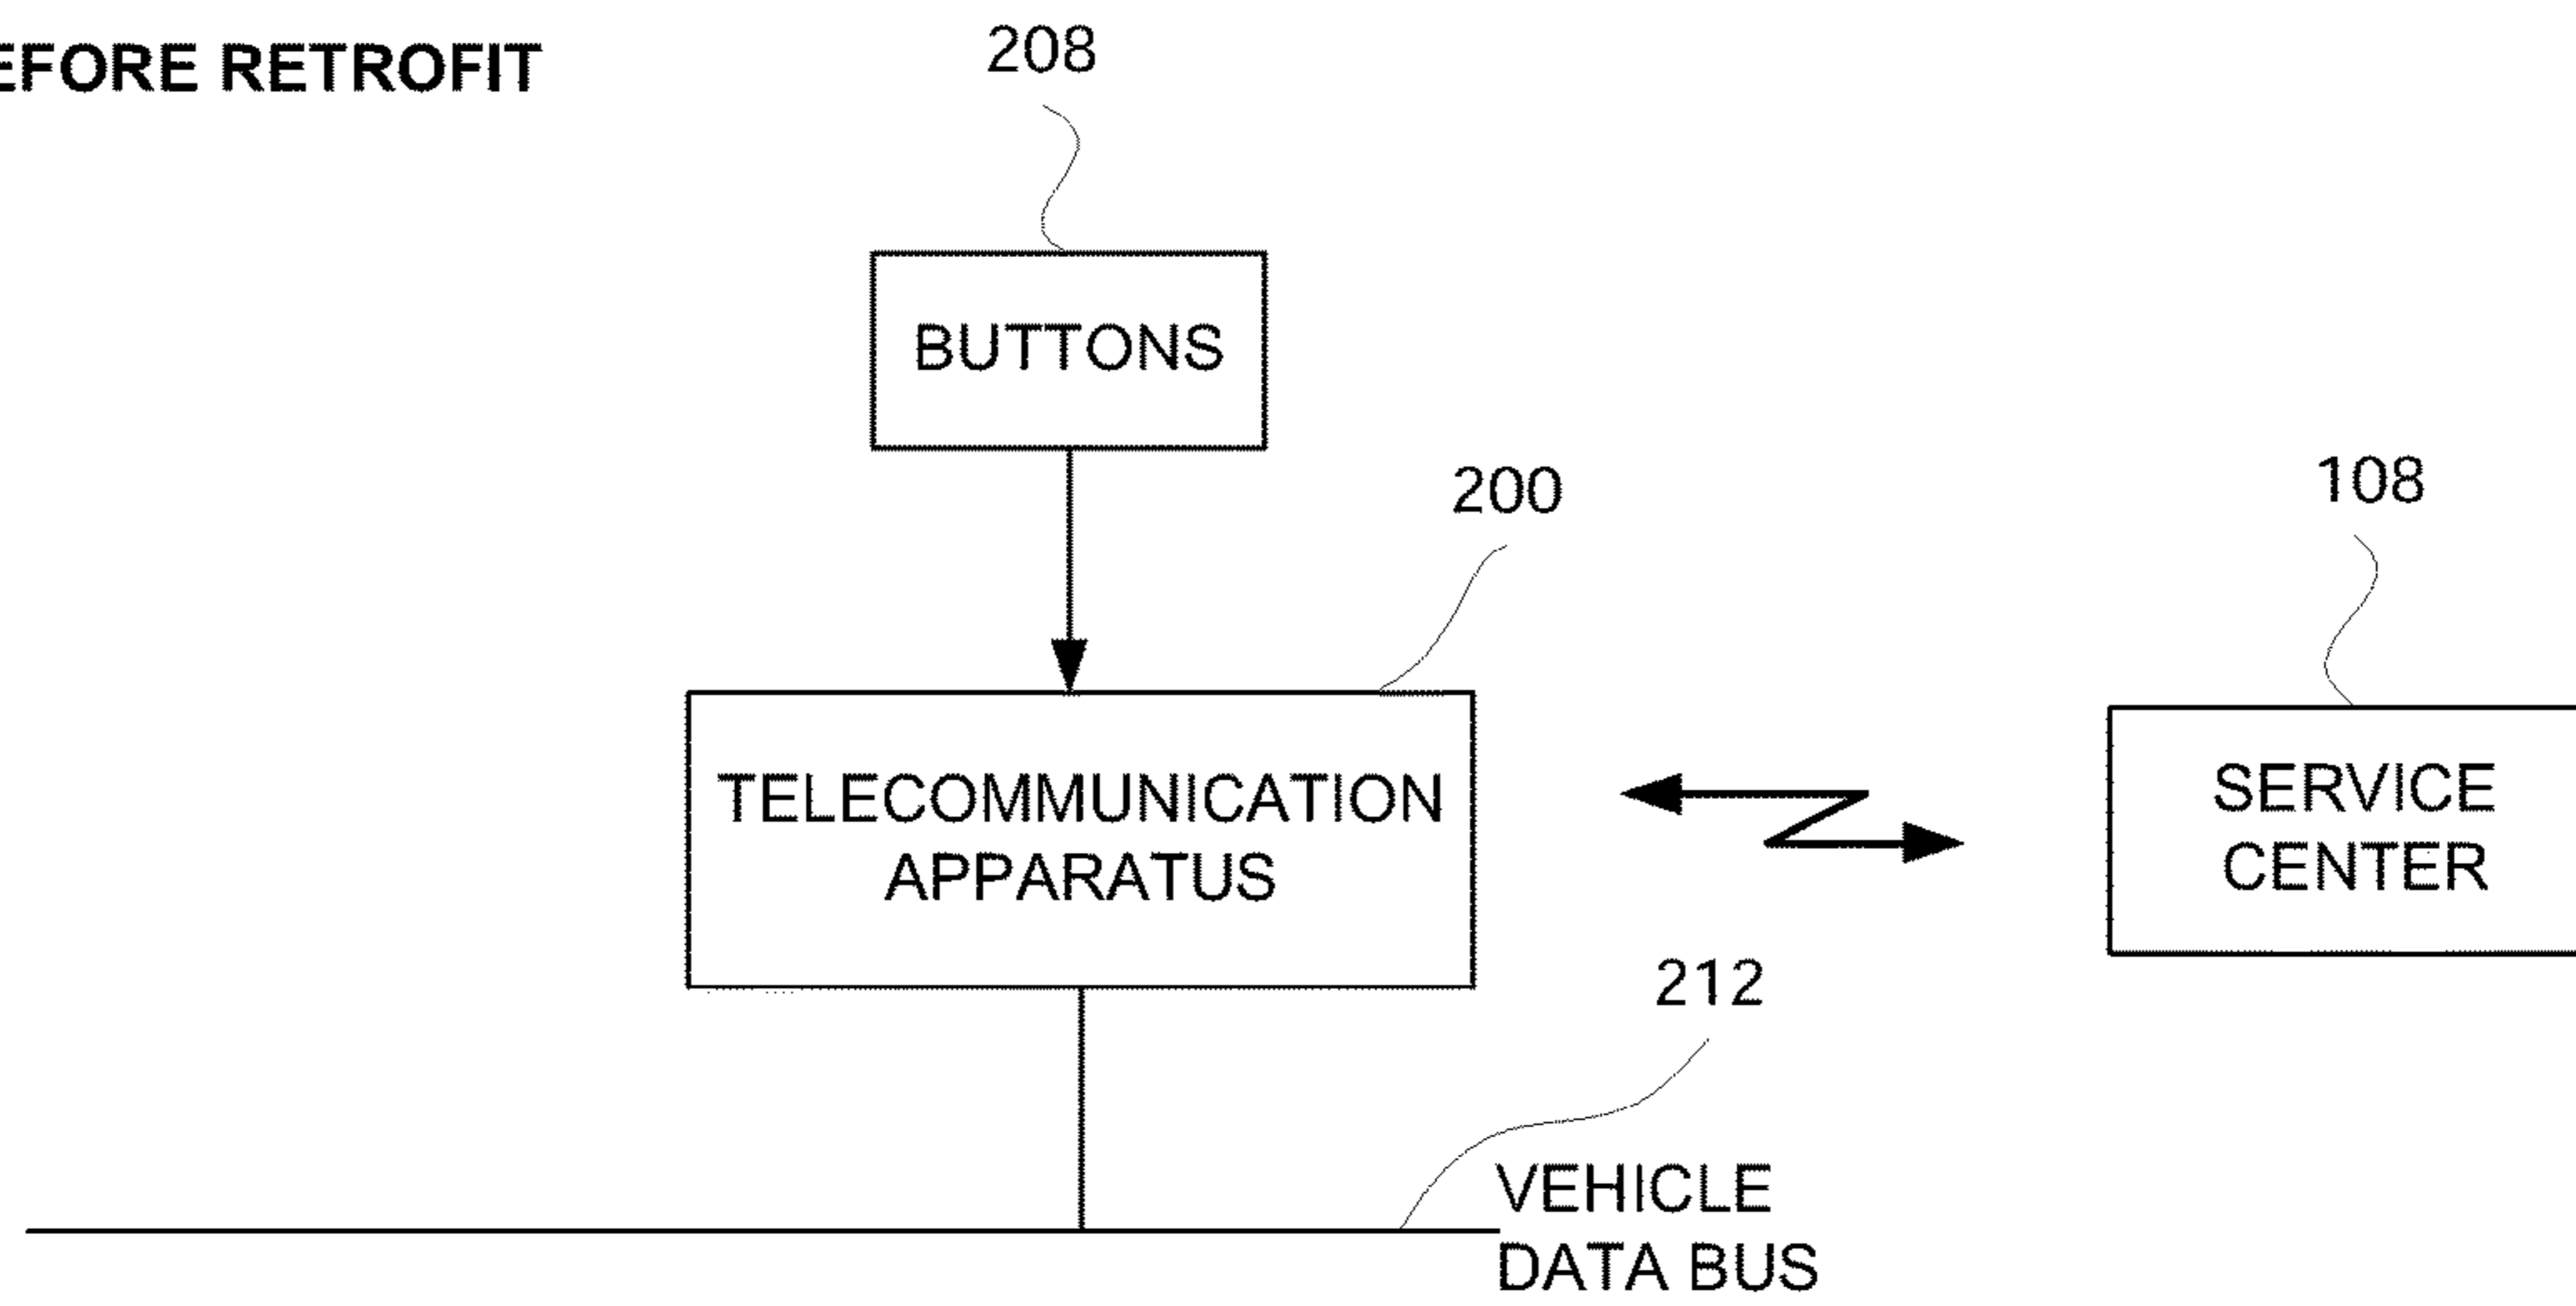 EFORE RETROFIT
208
BUTTONS
200
108
TELECOMMUNICATION
APPARATUS
SERVICE
CENTER
212
VEHICLE
DATA BUS